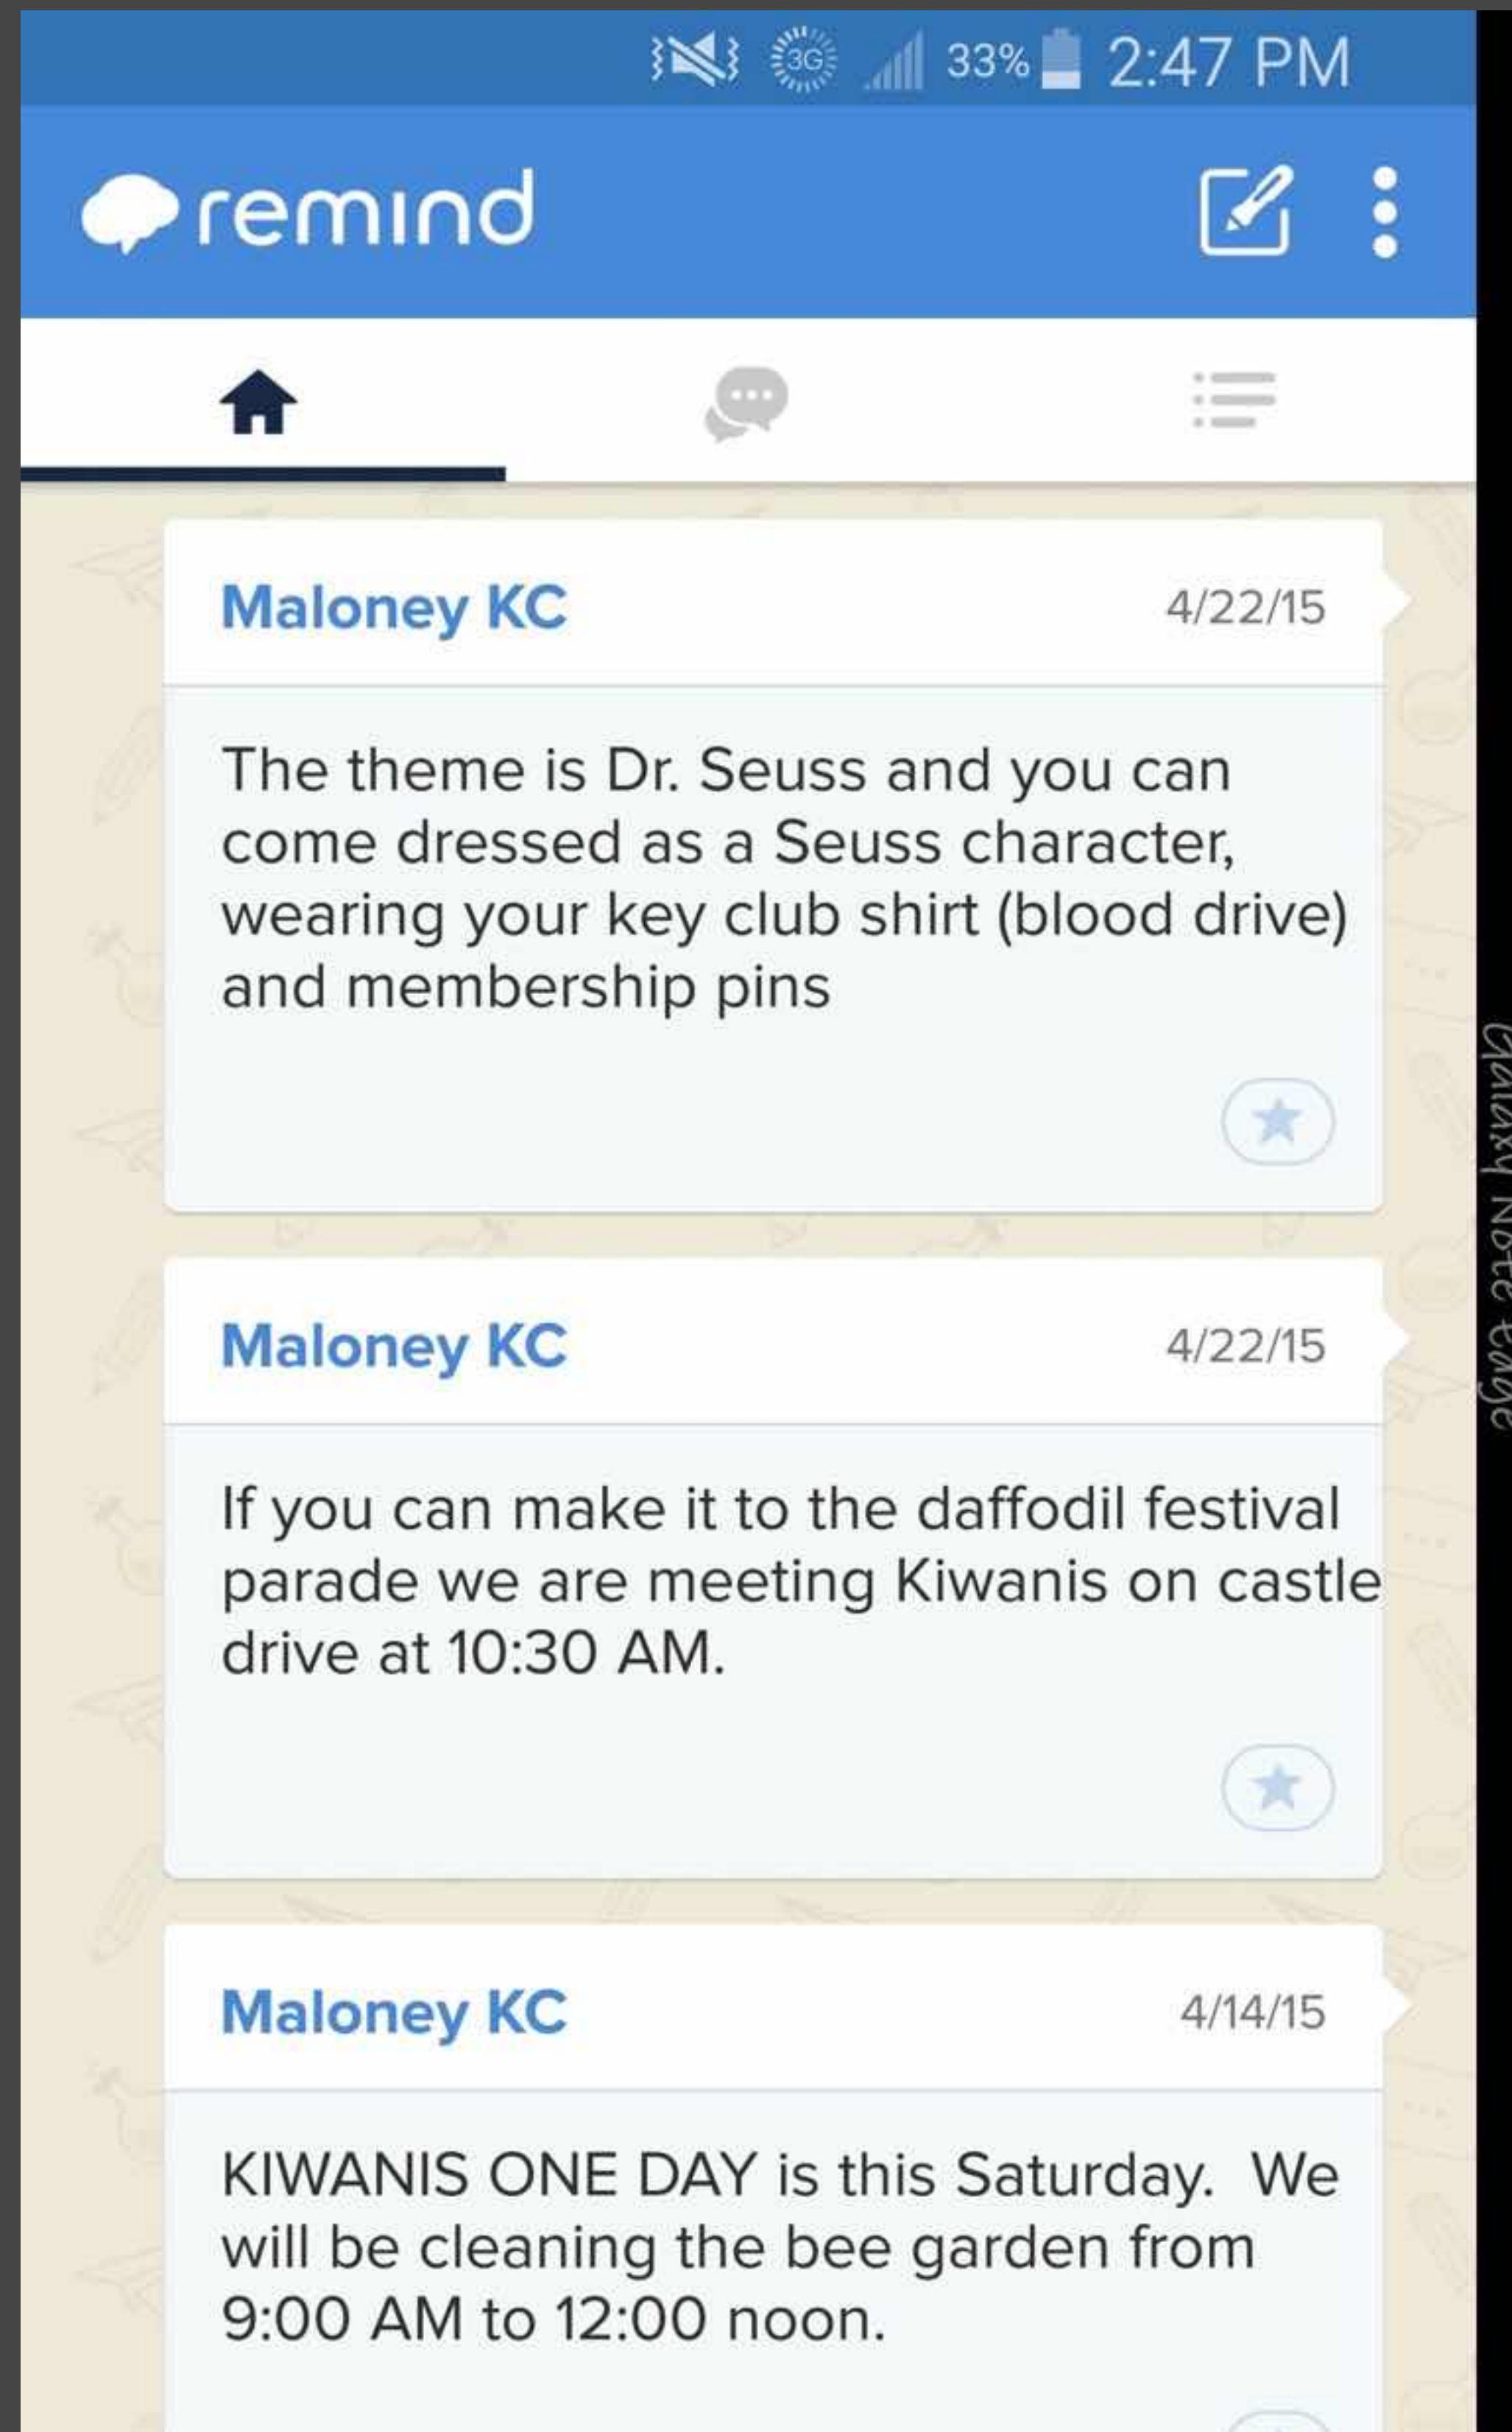 3G 33% 2:47 PM
remind
Maloney KC 4/22/15
The theme is Dr. Seuss and you can
come dressed as a Seuss character,
wearing your key club shirt (blood drive)
and membership pins
Maloney KC 4/22/15
If you can make it to the daffodil festival
parade we are meeting Kiwanis on castle
drive at 10:30 AM.
Maloney KC 4/14/15
KIWANIS ONE DAY is this Saturday.  We
will be cleaning the bee garden from
9:00 AM to 12:00 noon.
Galaxy Note Edge